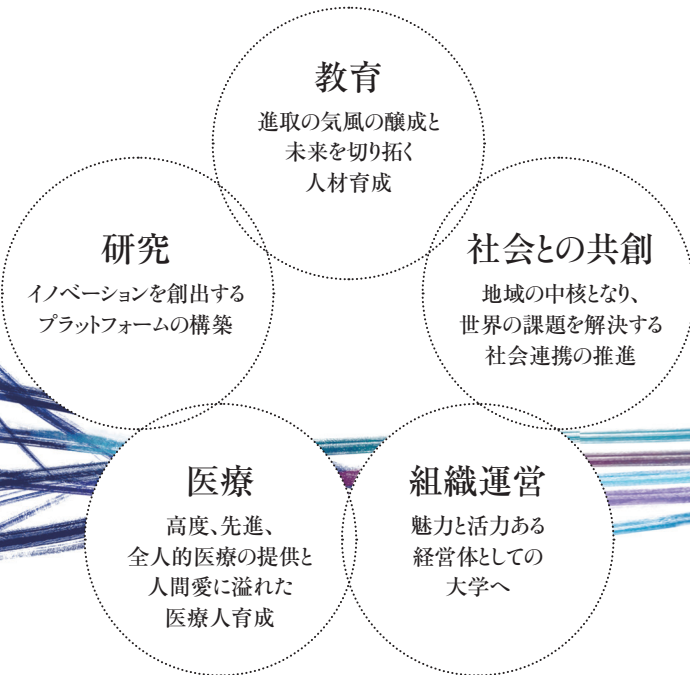 教育
進取の気風の醸成と
未来を切り拓く
人材育成
研究
イノベーションを創出する
プラットフォームの構築
社会との共創
地域の中核となり、
世界の課題を解決する
社会連携の推進
医療
高度、先進、
全人的医療の提供と
人間愛に溢れた
医療人育成
組織運営
魅力と活力ある
経営体としての
大学へ